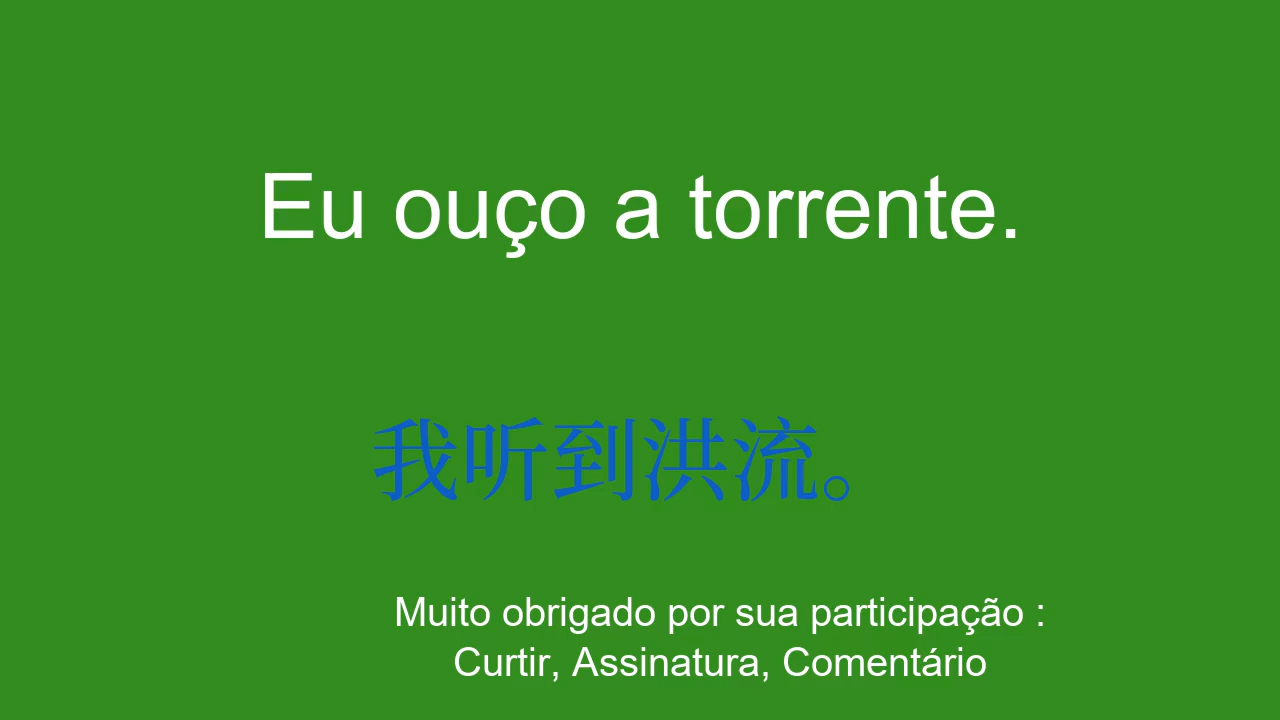 Eu ouço a torrente.
我听到洪流。
Muito obrigado por sua participação :
Curtir, Assinatura, Comentário